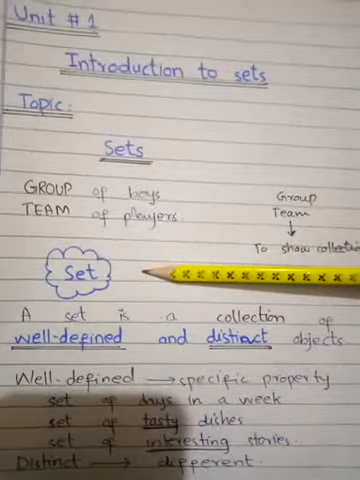 Unit # 1
Introduction to sets
Topic:
Sets
GROUP of boys
TEAM of players.
Group
Team
↓
To show collectio
Set
A set is a collection of
well-defined and distinct objects
Well-defined → specific property
set of days in a week
set of tasty dishes
set of interesting stories.
Distinct → different.